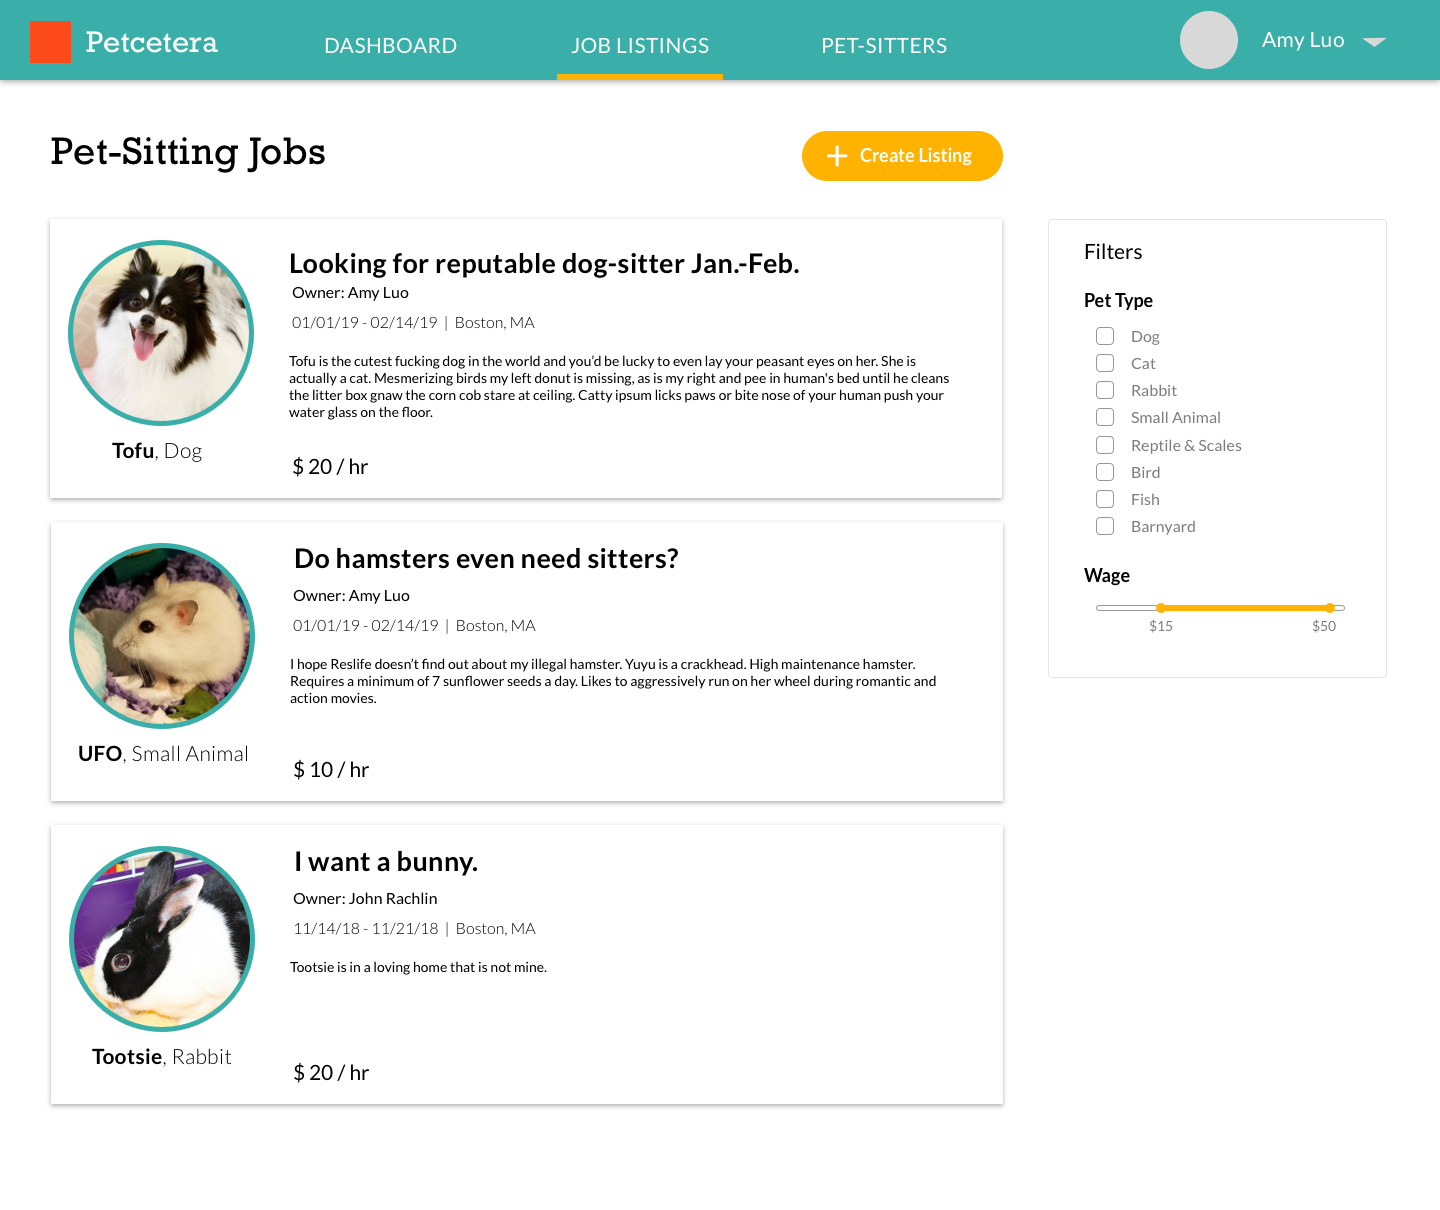 Petcetera
DASHBOARD
JOB LISTINGS
PET-SITTERS
Amy Luo
Pet-Sitting Jobs
Create Listing
Looking for reputable dog-sitter Jan.-Feb.
Owner: Amy Luo
01/01/19 - 02/14/19 | Boston, MA
Tofu is the cutest fucking dog in the world and you’d be lucky to even lay your peasant eyes on her. She is
actually a cat. Mesmerizing birds my left donut is missing, as is my right and pee in human's bed until he cleans
the litter box gnaw the corn cob stare at ceiling. Catty ipsum licks paws or bite nose of your human push your
water glass on the floor.
Tofu, Dog
$ 20 / hr
Do hamsters even need sitters?
Owner: Amy Luo
01/01/19 - 02/14/19 | Boston, MA
I hope Reslife doesn’t find out about my illegal hamster. Yuyu is a crackhead. High maintenance hamster.
Requires a minimum of 7 sunflower seeds a day. Likes to aggressively run on her wheel during romantic and
action movies.
UFO, Small Animal
$ 10 / hr
I want a bunny.
Owner: John Rachlin
11/14/18 - 11/21/18 | Boston, MA
Tootsie is in a loving home that is not mine.
Tootsie, Rabbit
$ 20 / hr
Filters
Pet Type
Dog
Cat
Rabbit
Small Animal
Reptile & Scales
Bird
Fish
Barnyard
Wage
$15
$50